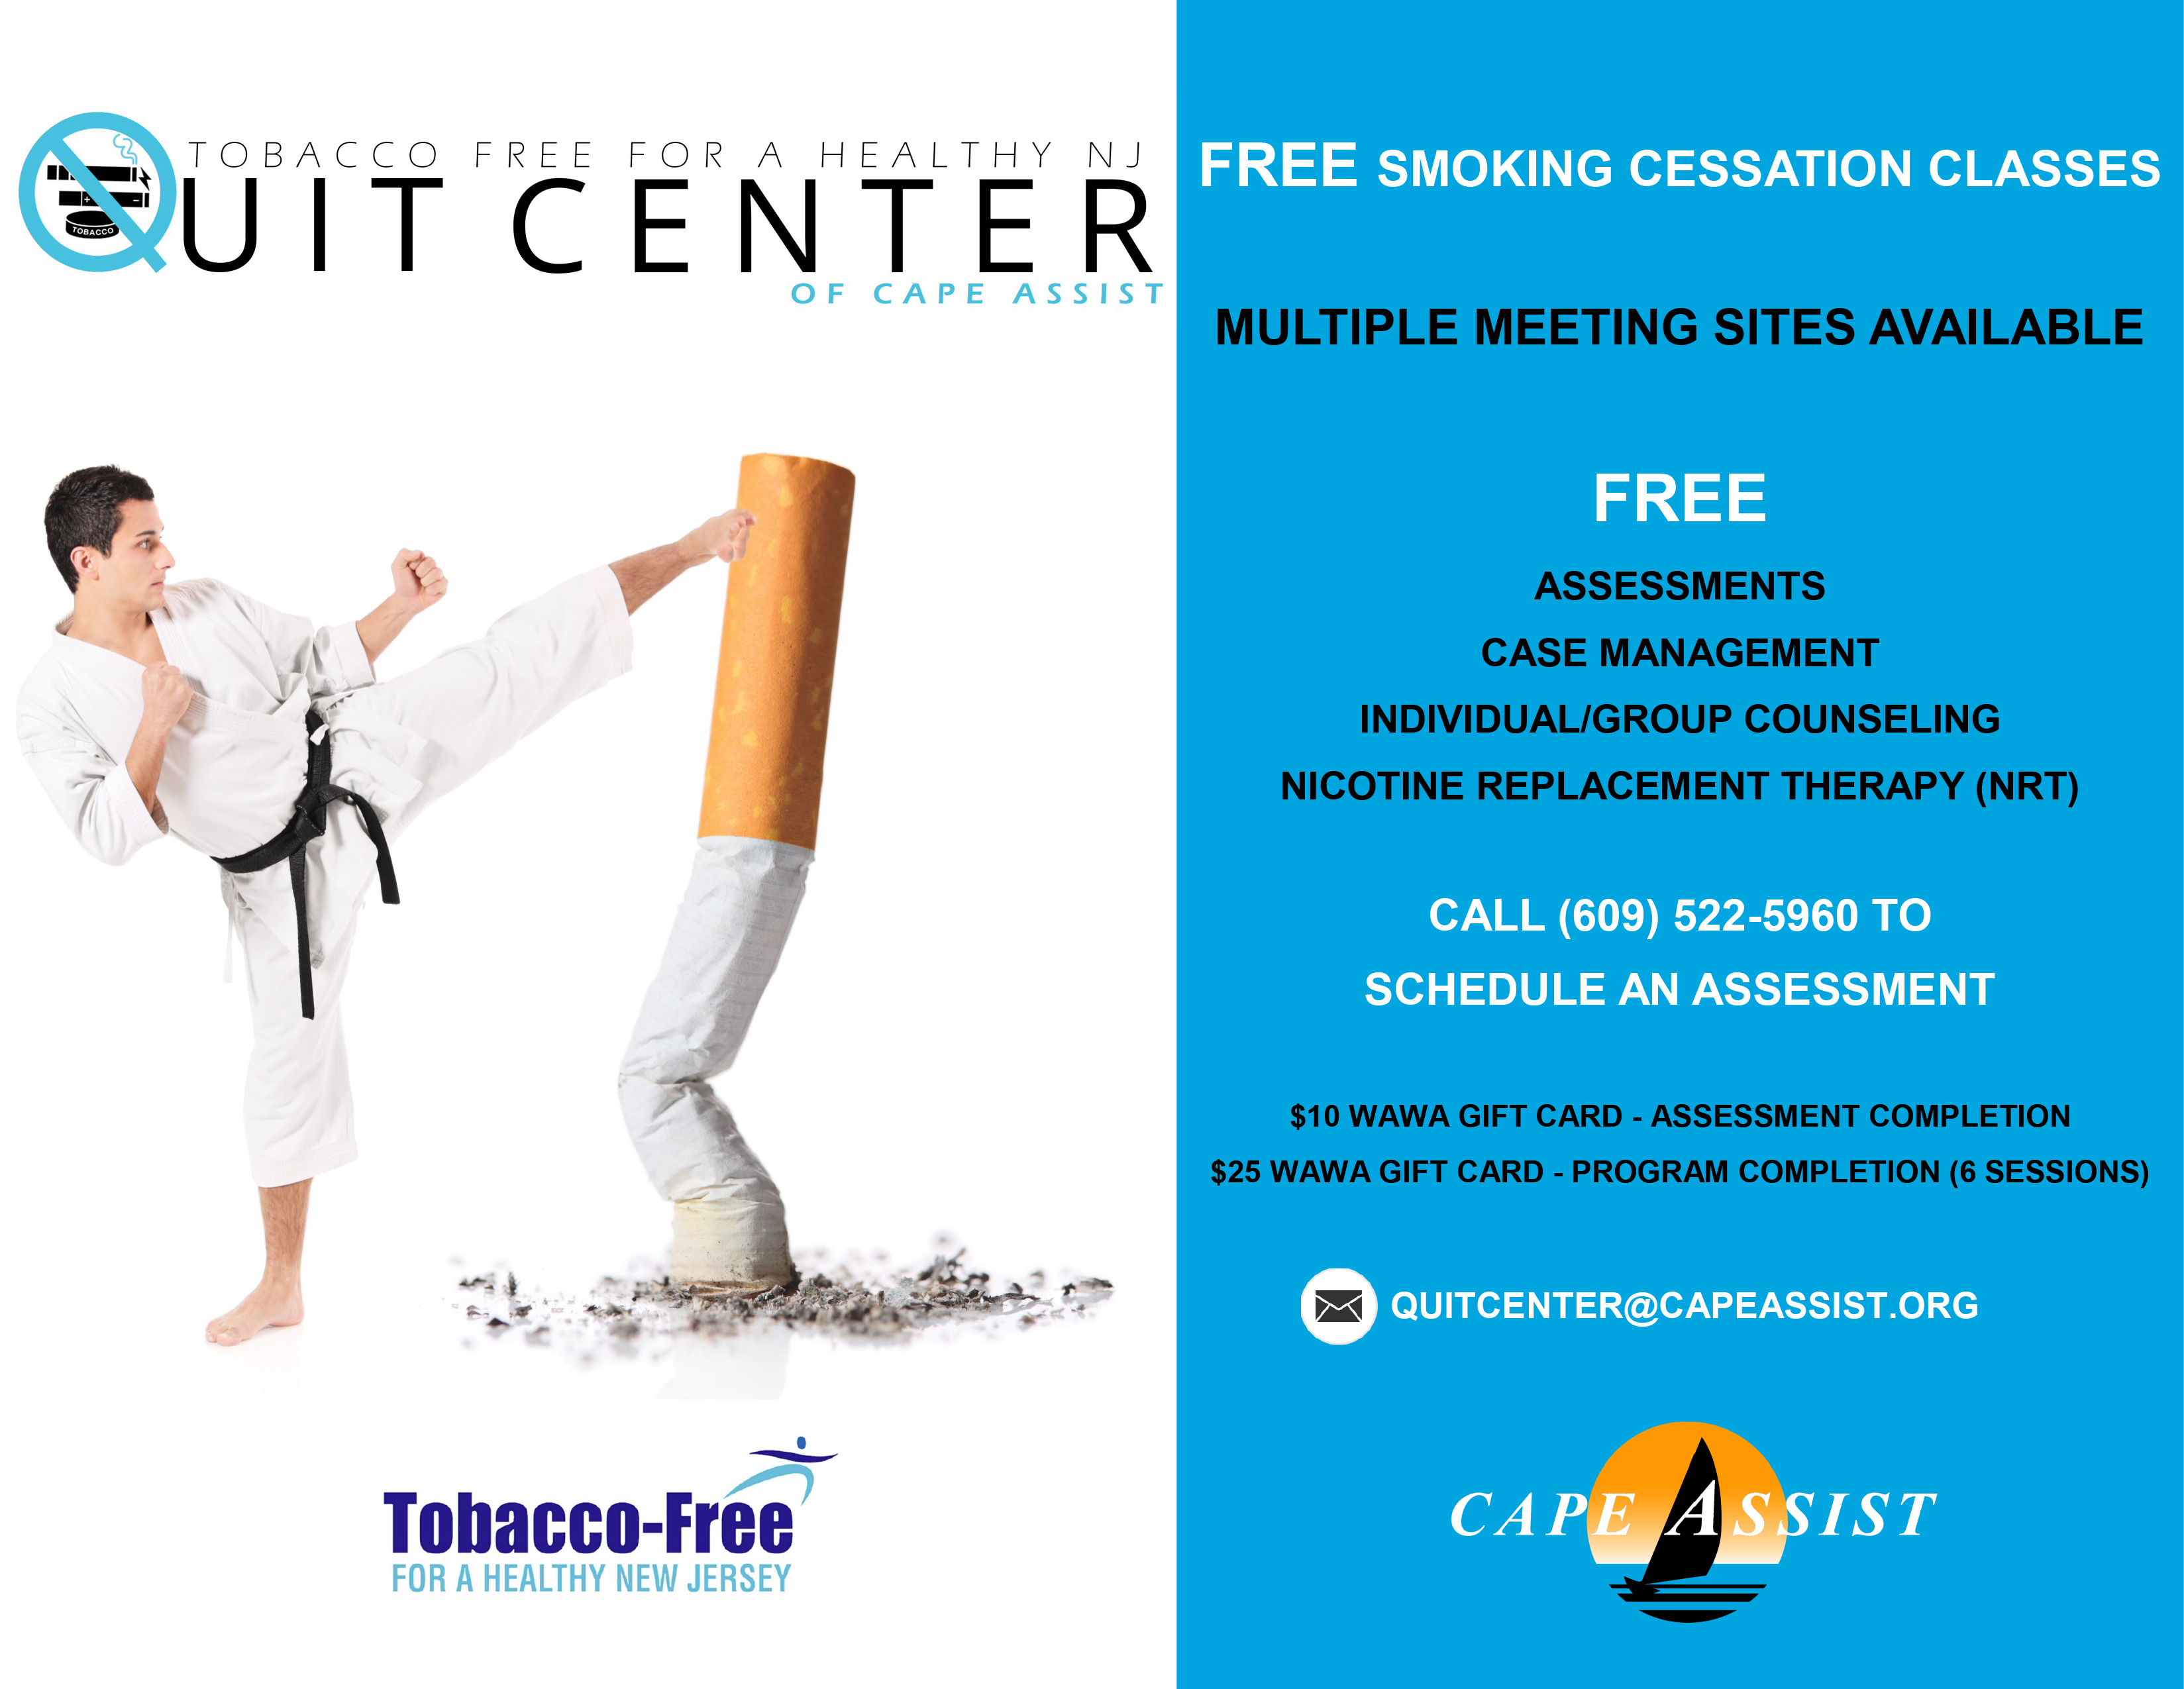 TOBACCO FREE FOR A HEALTHY NJ
QUIT CENTER
OF CAPE ASSIST
TOBACCO
FREE SMOKING CESSATION CLASSES
MULTIPLE MEETING SITES AVAILABLE
FREE
ASSESSMENTS
CASE MANAGEMENT
INDIVIDUAL/GROUP COUNSELING
NICOTINE REPLACEMENT THERAPY (NRT)
CALL (609) 522-5960 TO
SCHEDULE AN ASSESSMENT
$10 WAWA GIFT CARD - ASSESSMENT COMPLETION
$25 WAWA GIFT CARD - PROGRAM COMPLETION (6 SESSIONS)
QUITCENTER@CAPEASSIST.ORG
Tobacco-Free
FOR A HEALTHY NEW JERSEY
CAPE ASSIST